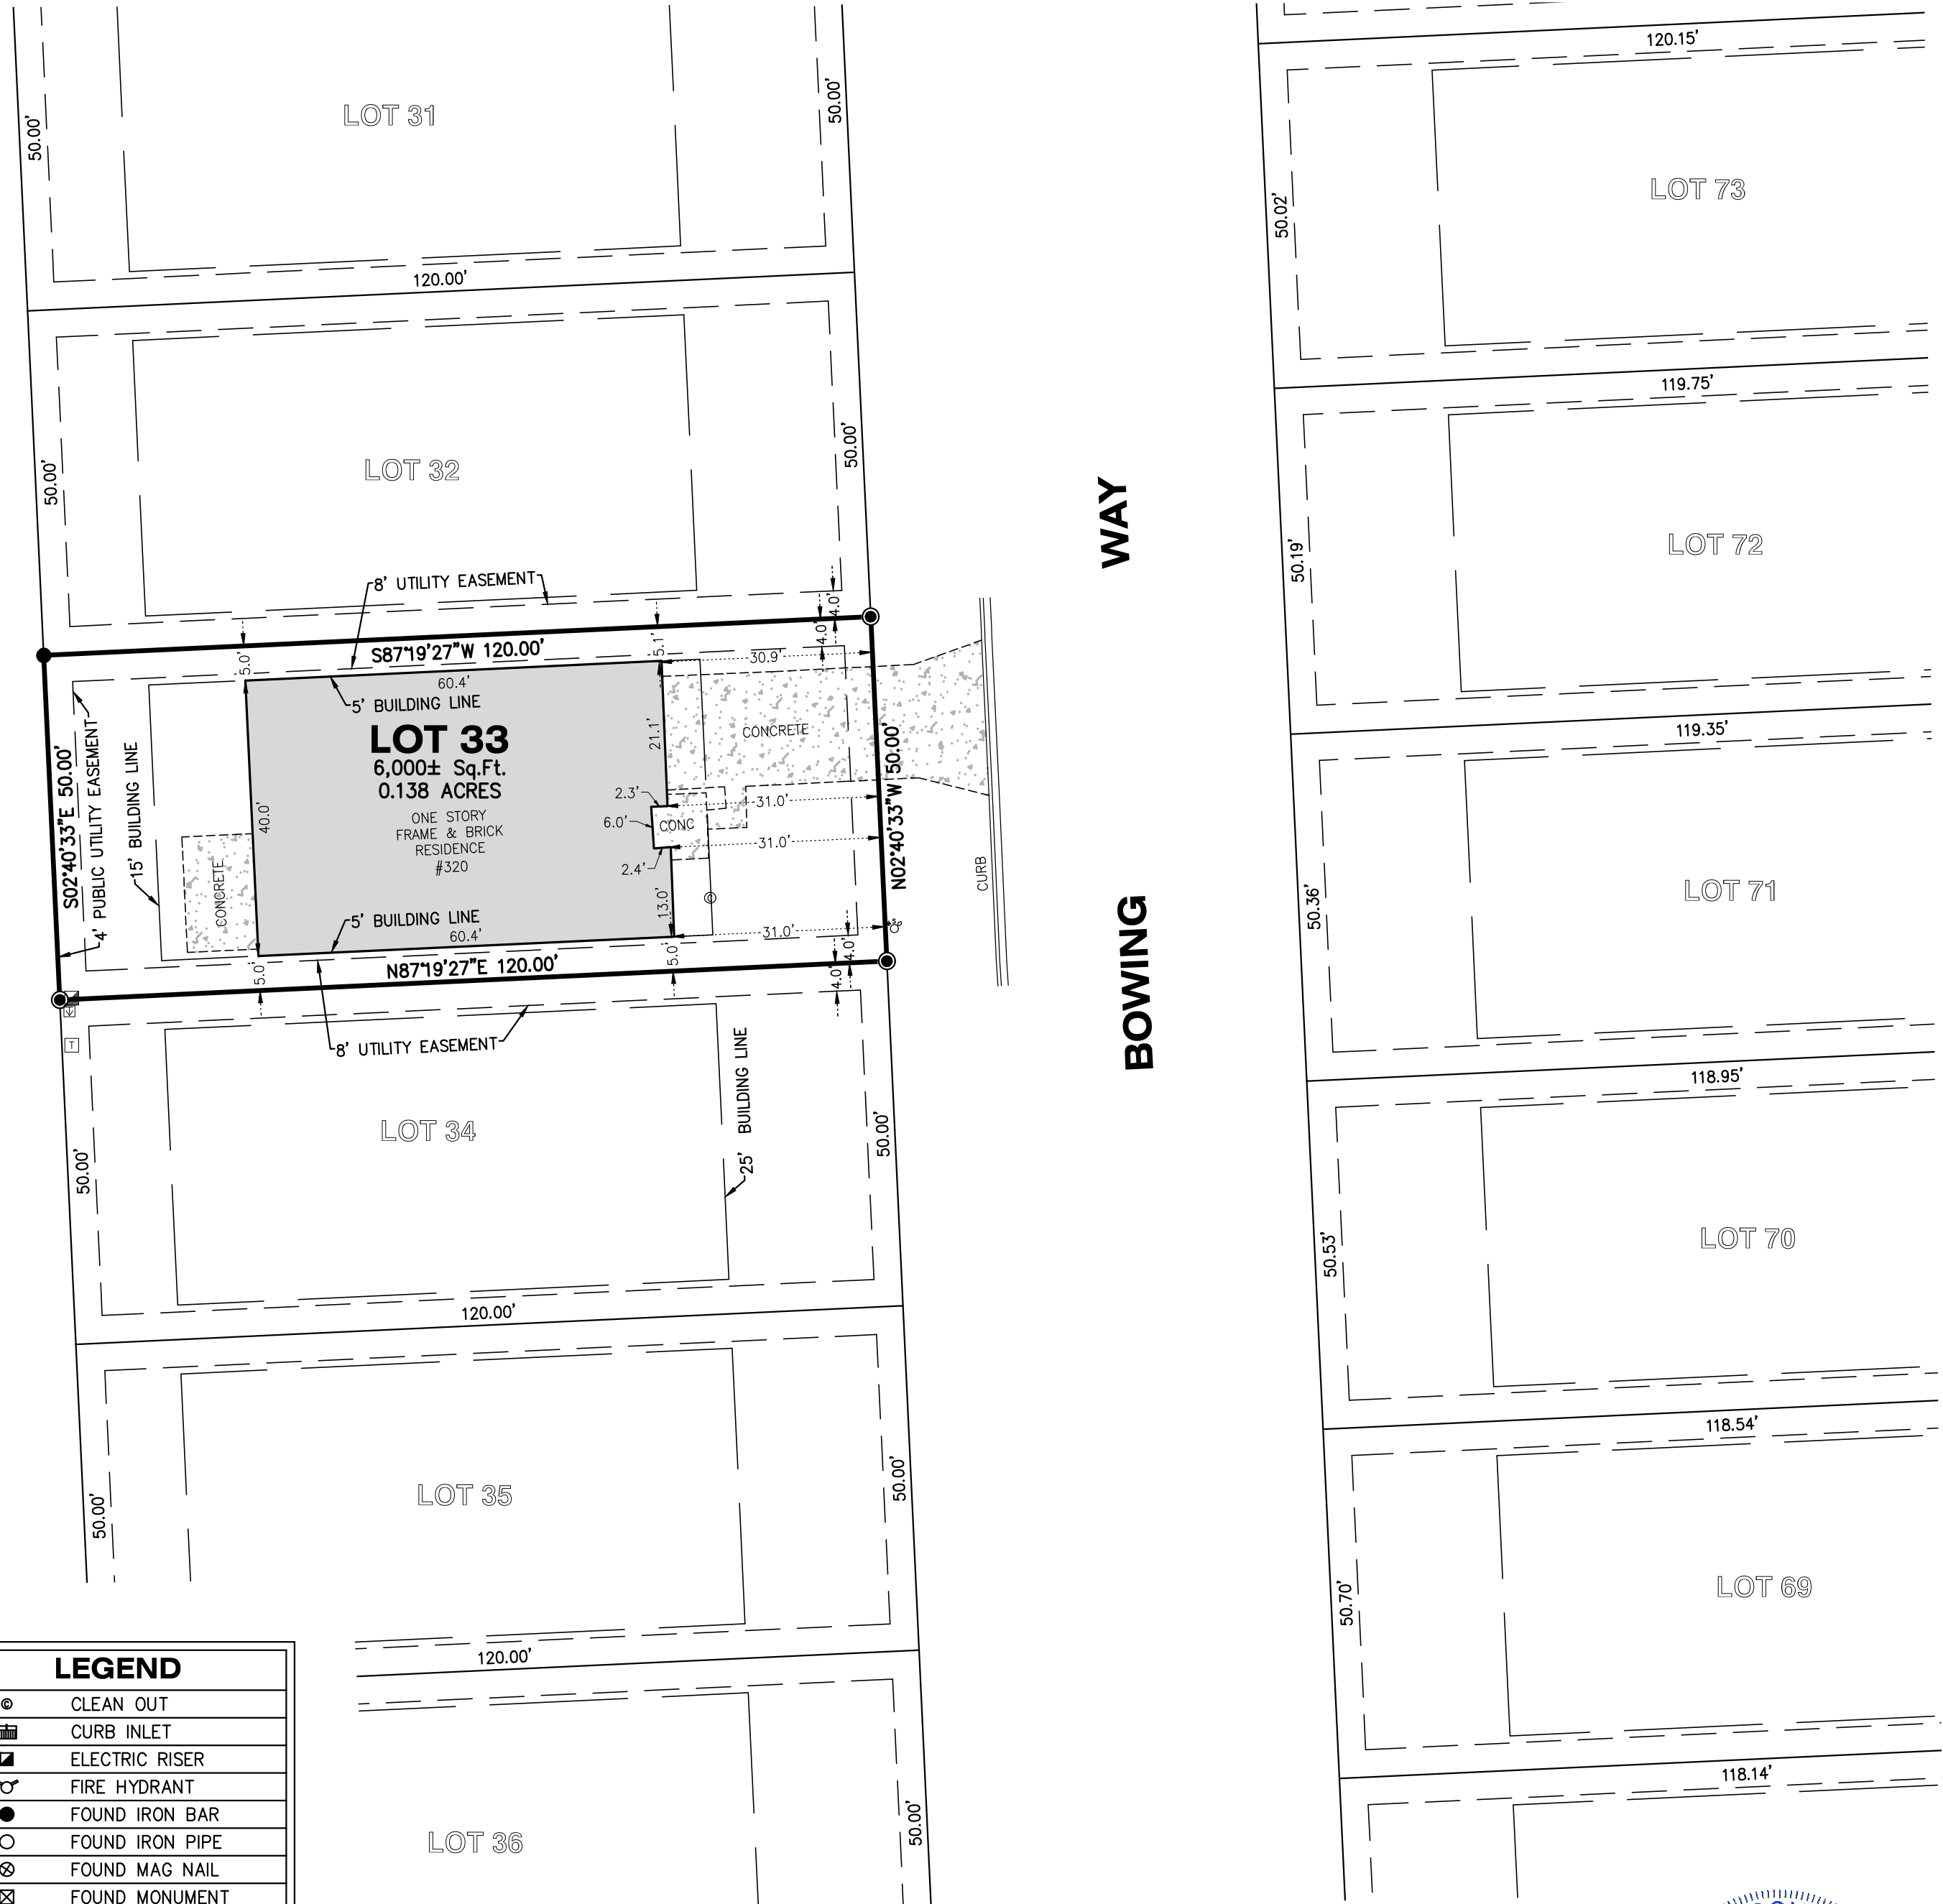 120.15'
50.00'
LOT 31
50.00'
50.02'
LOT 73
120.00'
119.75'
50.00'
LOT 32
50.00'
WAY
50.19'
LOT 72
8' UTILITY EASEMENT
4.0'
4.0'
5.1'
5.0'
S87°19'27"W 120.00'
30.9'
60.4'
5' BUILDING LINE
LOT 33
6,000± Sq.Ft.
0.138 ACRES
ONE STORY
FRAME & BRICK
RESIDENCE
#320
21.1'
CONCRETE
119.35'
S02°40'33"E 50.00'
4' PUBLIC UTILITY EASEMENT
15' BUILDING LINE
40.0'
2.3'
6.0'
CONC
2.4'
31.0'
31.0'
N02°40'33"W 50.00'
CURB
CONCRETE
13.0'
©
5' BUILDING LINE
60.4'
31.0'
50.36'
LOT 71
5.0'
N87°19'27"E 120.00'
5.0'
4.0'
4.0'
T
8' UTILITY EASEMENT
BOWING
118.95'
25' BUILDING LINE
50.00'
LOT 34
50.00'
50.53'
LOT 70
120.00'
118.54'
50.00'
LOT 35
50.00'
50.70'
LOT 69
120.00'
118.14'
LOT 36
50.00'
LEGEND
© CLEAN OUT
CURB INLET
ELECTRIC RISER
FIRE HYDRANT
FOUND IRON BAR
FOUND IRON PIPE
FOUND MAG NAIL
FOUND MONUMENT